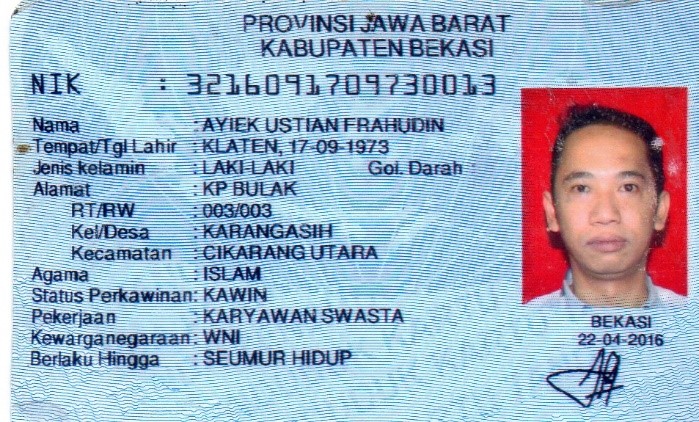 PROVINSI JAWA BARAT
KABUPATEN BEKASI
NIK : 3216091709730013
Nama : AYIEK USTIAN FRAHUDIN
Tempat/Tgl Lahir : KLATEN, 17-09-1973
Jenis kelamin : LAKI-LAKI Gol. Darah :
Alamat : KP BULAK
RT/RW : 003/003
Kel/Desa : KARANGASIH
Kecamatan : CIKARANG UTARA
Agama : ISLAM
Status Perkawinan: KAWIN
Pekerjaan : KARYAWAN SWASTA
Kewarganegaraan: WNI
Berlaku Hingga : SEUMUR HIDUP
BEKASI
22-04-2016